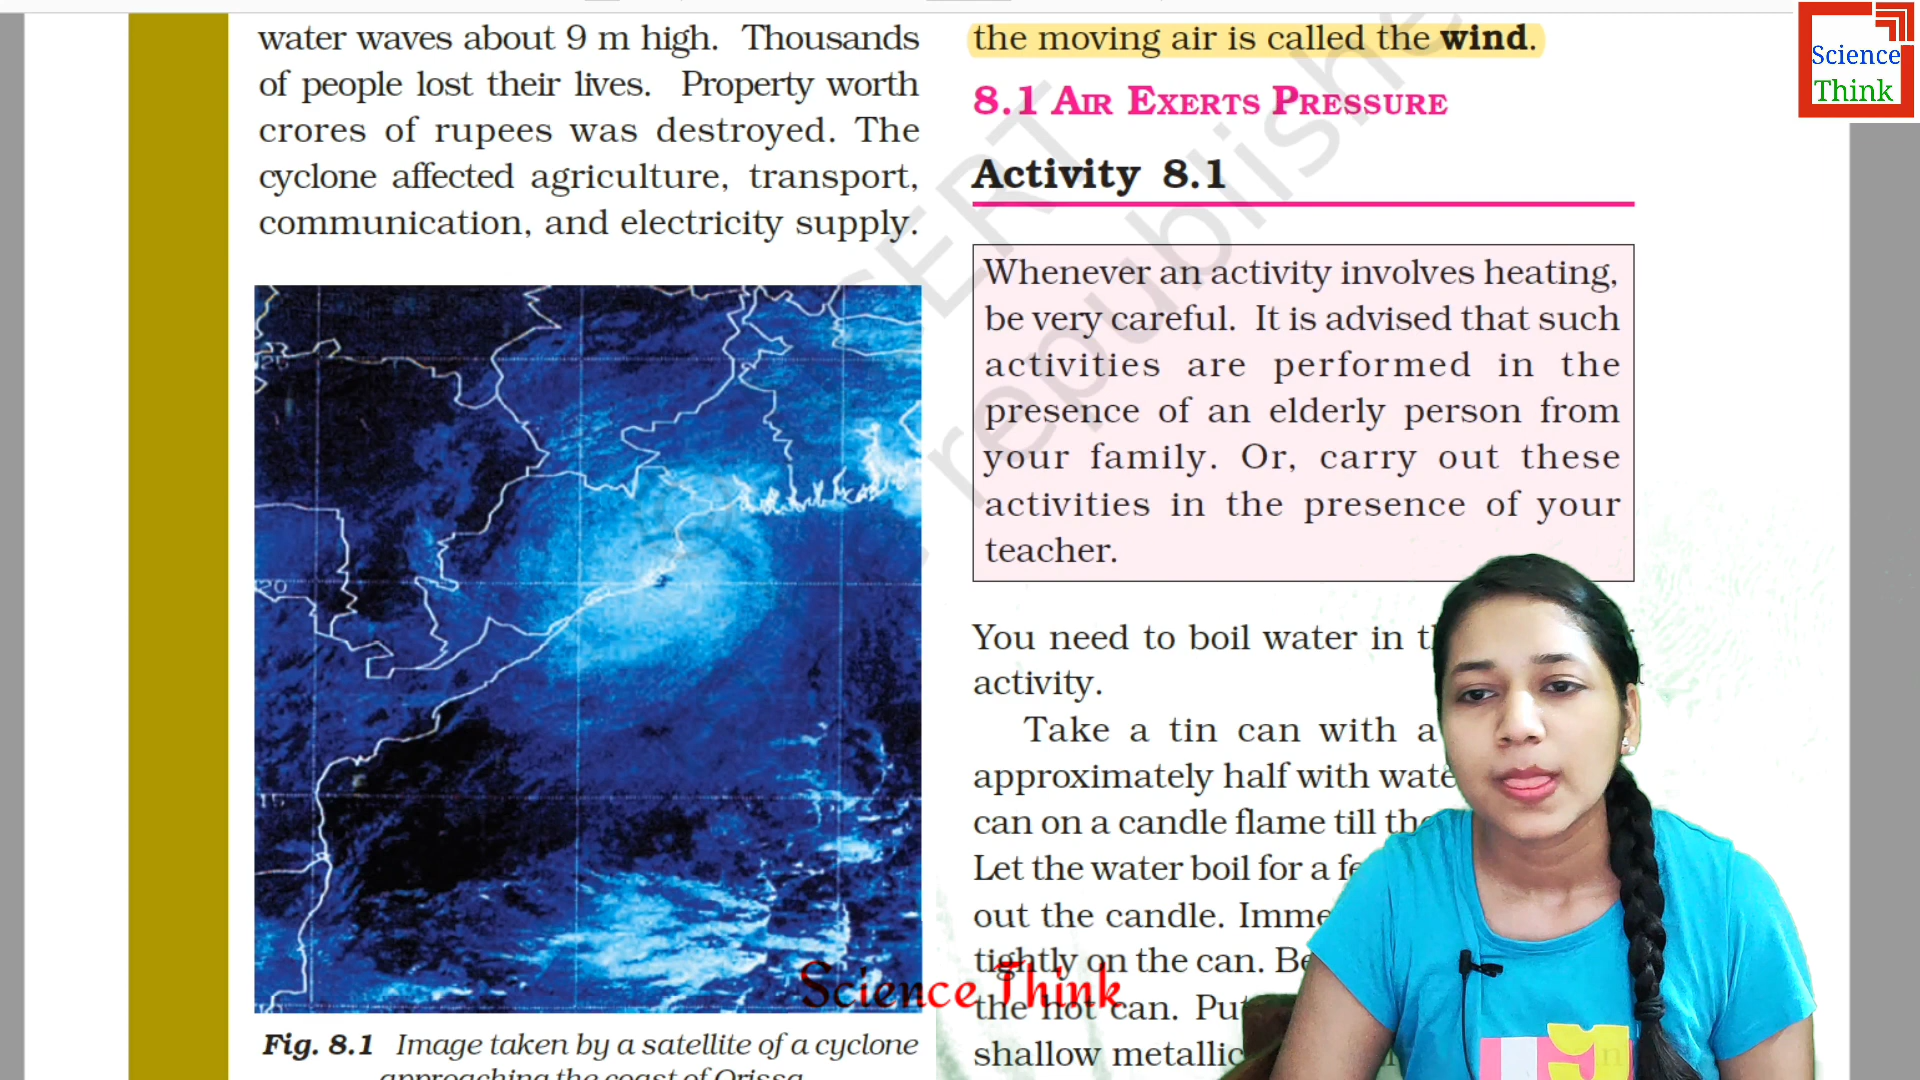 water waves about 9 m high. Thousands
of people lost their lives. Property worth
crores of rupees was destroyed. The
cyclone affected agriculture, transport,
communication, and electricity supply.
Fig. 8.1 Image taken by a satellite of a cyclone
approaching the coast of Orissa
the moving air is called the wind.
8.1 AIR EXERTS PRESSURE
Activity 8.1
Whenever an activity involves heating,
be very careful. It is advised that such
activities are performed in the
presence of an elderly person from
your family. Or, carry out these
activities in the presence of your
teacher.
You need to boil water in
activity.
Take a tin can with a
approximately half with
can on a candle flame till
Let the water boil for a
out the candle.
tightly on the can.
the hot can.
shallow metallic
Science Think
Science
Think
republishe